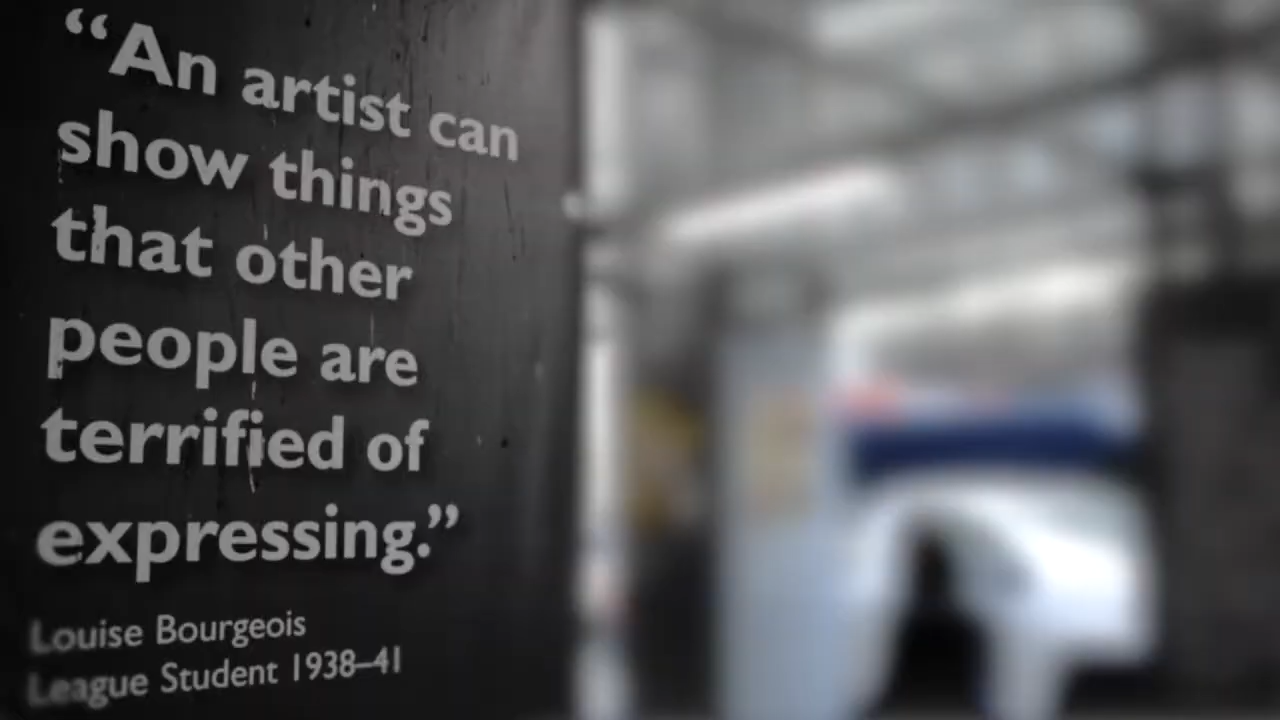 “An artist can
show things
that other
people are
terrified of
expressing.”
Louise Bourgeois
League Student 1938–41